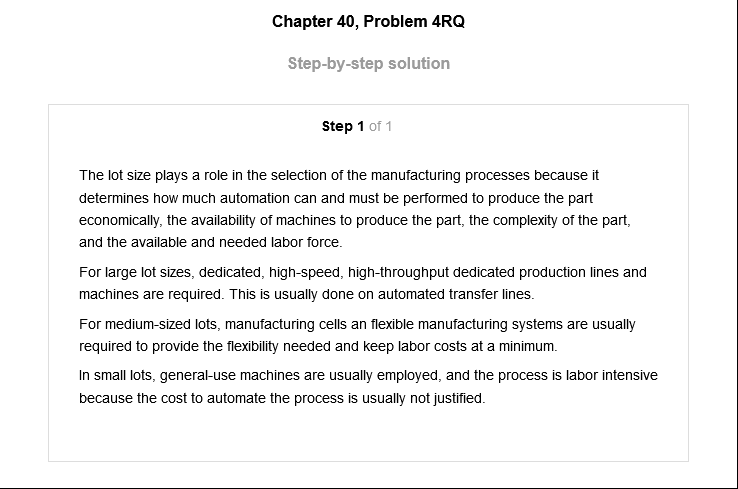 Chapter 40, Problem 4RQ
Step-by-step solution
Step 1 of 1
The lot size plays a role in the selection of the manufacturing processes because it
determines how much automation can and must be performed to produce the part
economically, the availability of machines to produce the part, the complexity of the part,
and the available and needed labor force.
For large lot sizes, dedicated, high-speed, high-throughput dedicated production lines and
machines are required. This is usually done on automated transfer lines.
For medium-sized lots, manufacturing cells an flexible manufacturing systems are usually
required to provide the flexibility needed and keep labor costs at a minimum.
In small lots, general-use machines are usually employed, and the process is labor intensive
because the cost to automate the process is usually not justified.